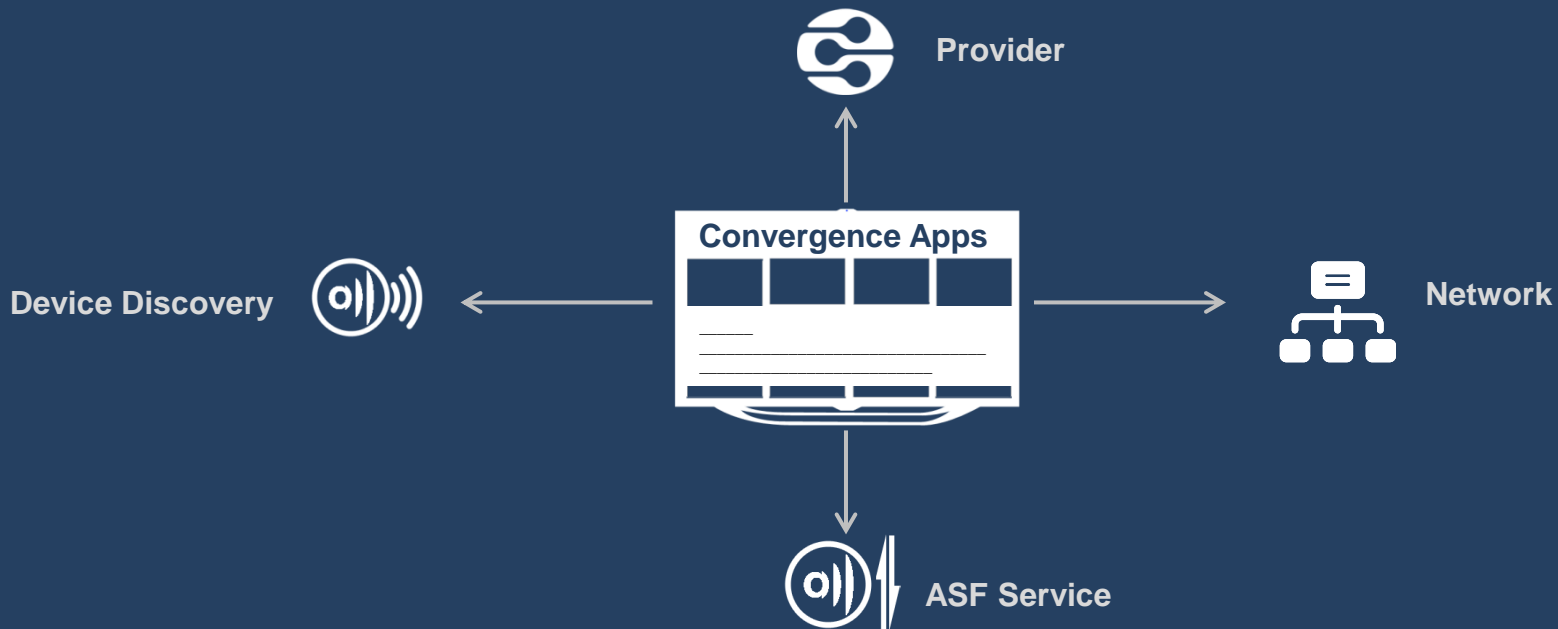 Provider
Convergence Apps
Device Discovery
Network
ASF Service